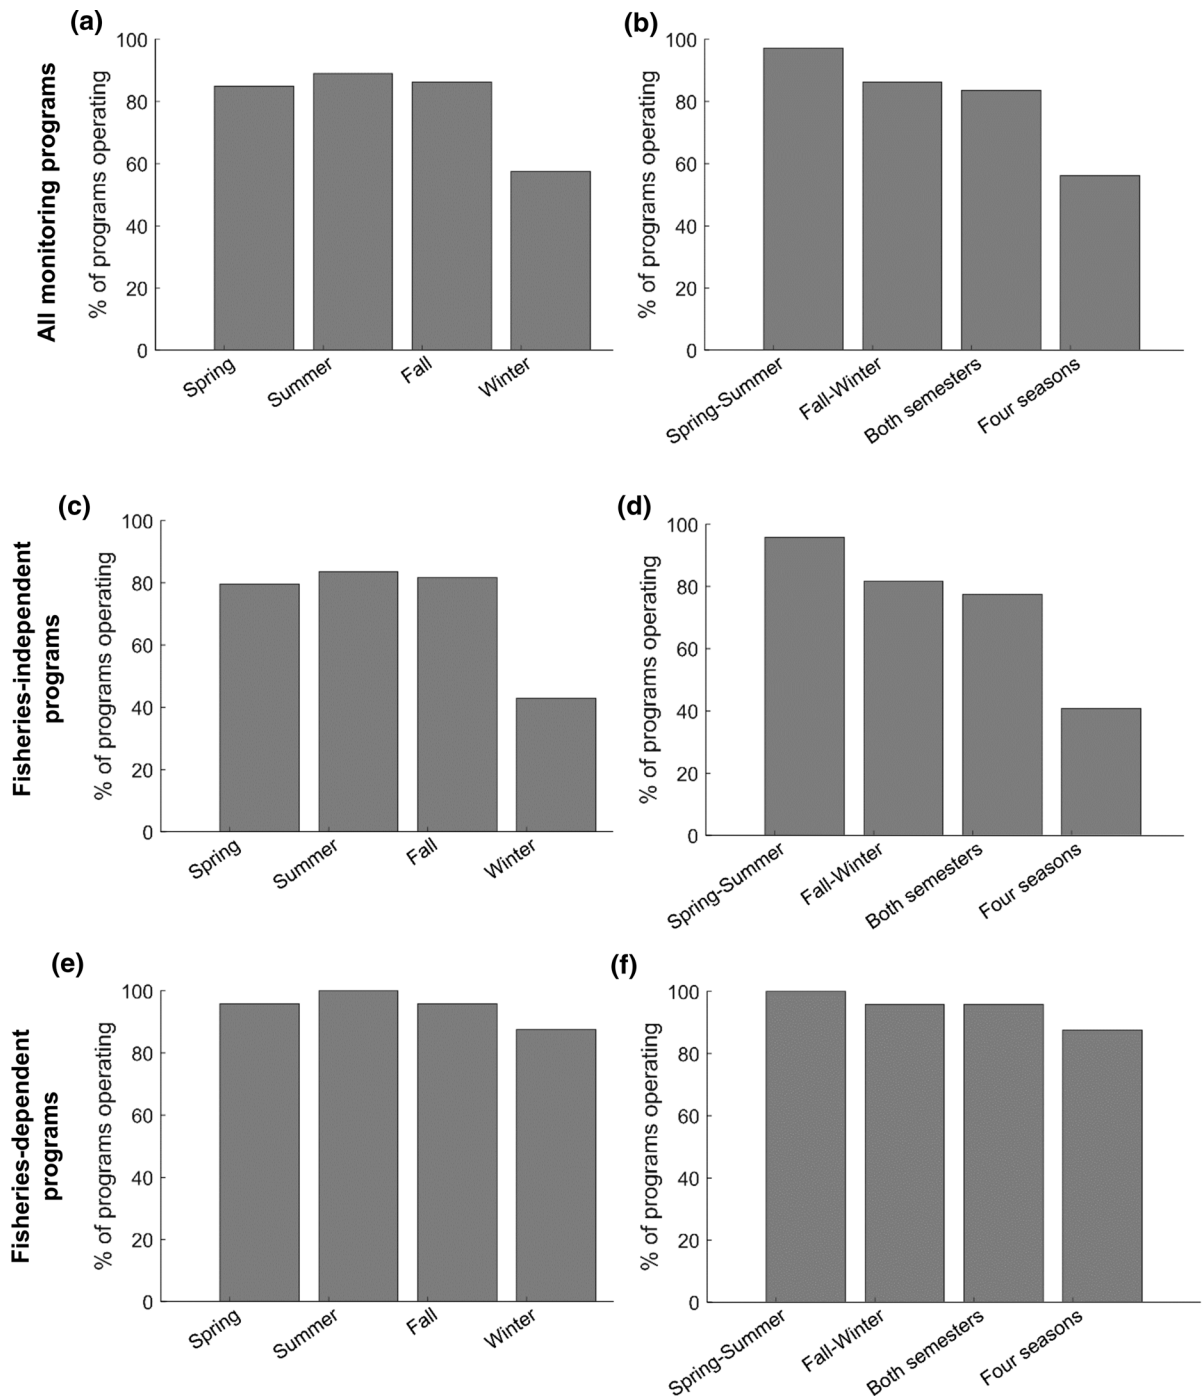 (a)
(b)
All monitoring programs
% of programs operating
100
80
60
40
20
0
Spring
Summer
Fall
Winter
% of programs operating
100
80
60
40
20
0
Spring-Summer
Fall-Winter
Both semesters
Four seasons
(c)
(d)
Fisheries-independent
programs
% of programs operating
100
80
60
40
20
0
Spring
Summer
Fall
Winter
% of programs operating
100
80
60
40
20
0
Spring-Summer
Fall-Winter
Both semesters
Four seasons
(e)
(f)
Fisheries-dependent
programs
% of programs operating
100
80
60
40
20
0
Spring
Summer
Fall
Winter
% of programs operating
100
80
60
40
20
0
Spring-Summer
Fall-Winter
Both semesters
Four seasons